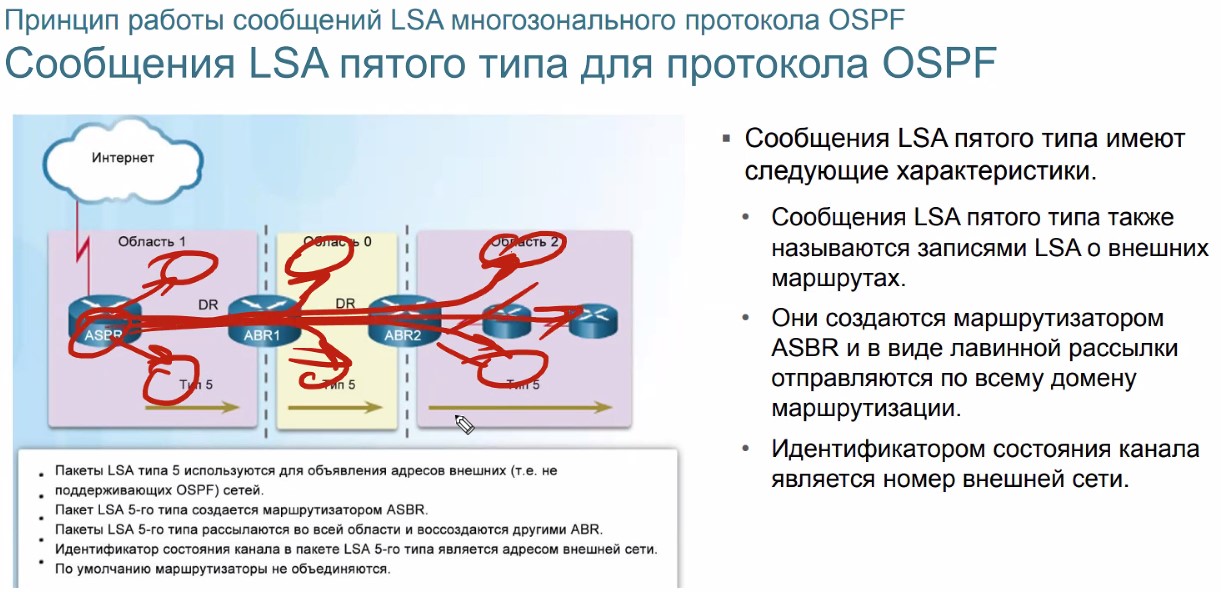 Принцип работы сообщений LSA многозонального протокола OSPF
Сообщения LSA пятого типа для протокола OSPF
Интернет
Область 1
Область 0
Область 2
DR
DR
ASBR
ABR1
ABR2
Тип 5
Тип 5
Тип 5
• Пакеты LSA типа 5 используются для объявления адресов внешних (т.е. не
• поддерживающих OSPF) сетей.
• Пакет LSA 5-го типа создается маршрутизатором ASBR.
• Пакеты LSA 5-го типа рассылаются во всей области и воссоздаются другими ABR.
• Идентификатор состояния канала в пакете LSA 5-го типа является адресом внешней сети.
• По умолчанию маршрутизаторы не объединяются.
▪ Сообщения LSA пятого типа имеют
следующие характеристики.
• Сообщения LSA пятого типа также
называются записями LSA о внешних
маршрутах.
• Они создаются маршрутизатором
ASBR и в виде лавинной рассылки
отправляются по всему домену
маршрутизации.
• Идентификатором состояния канала
является номер внешней сети.